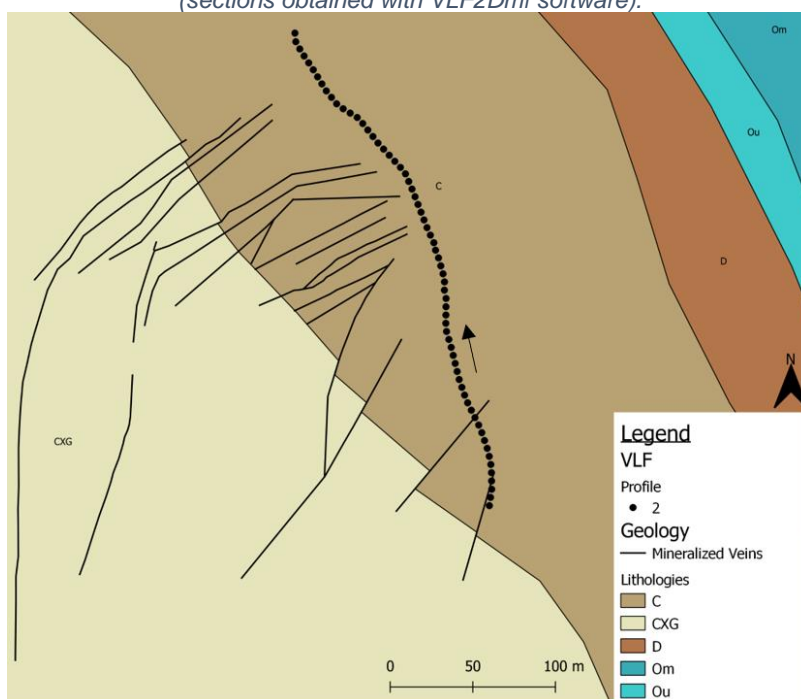 (sections obtained with VLF2Dmf software).
Om
Ou
C
D
N
CXG
Legend
VLF
Profile
2
Geology
Mineralized Veins
Lithologies
C
CXG
D
Om
Ou
0 50 100 m